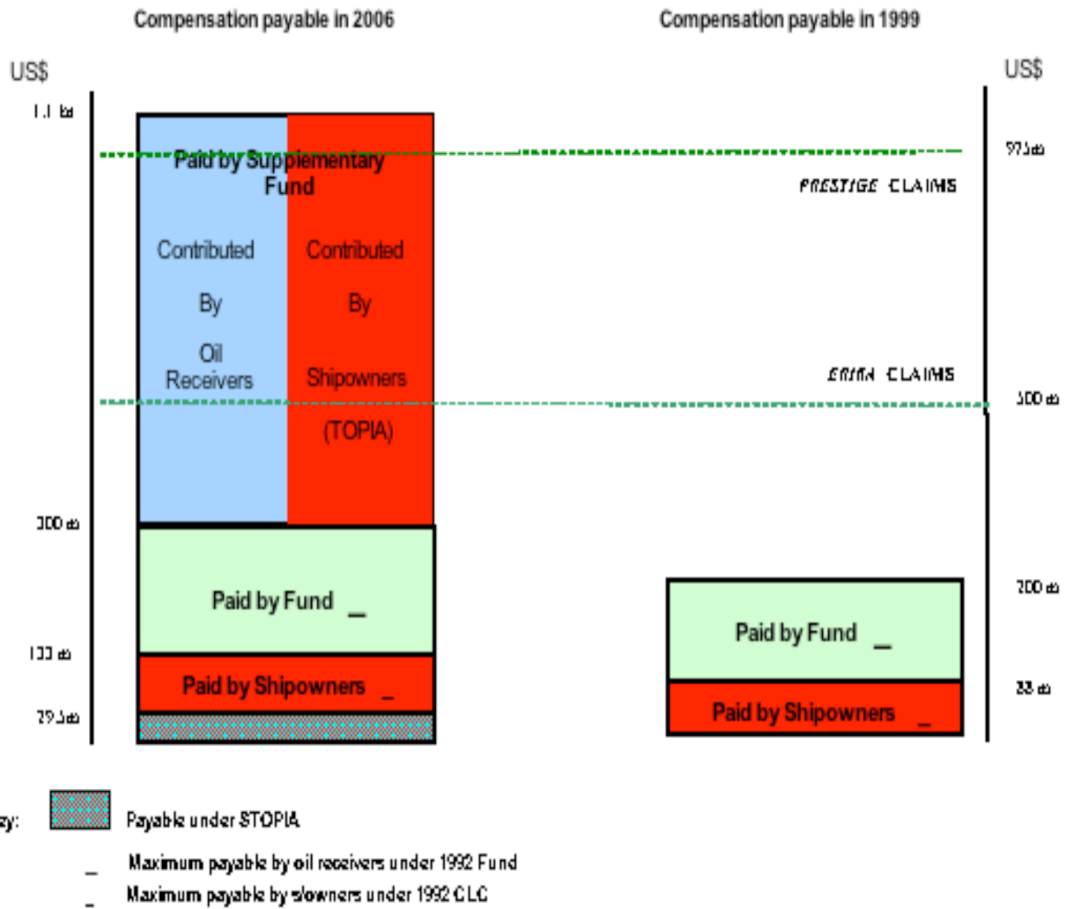 Compensation payable in 2006
Compensation payable in 1999
US$
US$
Paid by Supplementary
Fund
PRESTIGE CLAIMS
Contributed
By
Oil
Receivers
Contributed
By
Shipowners
(TOPIA)
CLAIMS
Paid by Fund _
Paid by Shipowners _
Paid by Fund _
Paid by Shipowners _
Payable under STOPIA
_ Maximum payable by oil receivers under 1992 Fund
_ Maximum payable by s/owners under 1992 CLC